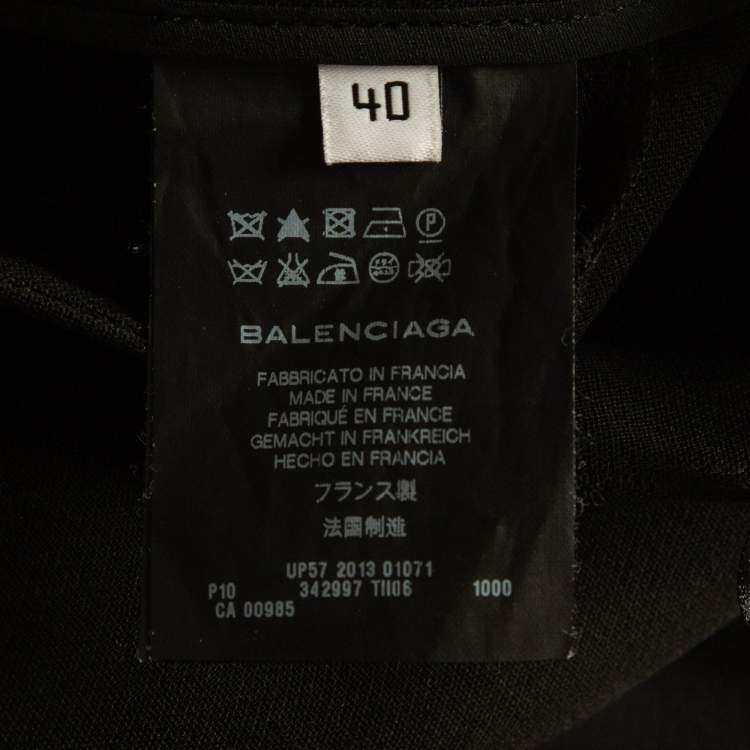 40
P
BALENCIAGA
FABBRICATO IN FRANCIA
MADE IN FRANCE
FABRIQUÉ EN FRANCE
GEMACHT IN FRANKREICH
HECHO EN FRANCIA
フランス製
法国制造
UP57 2013 01071
P10 342997 TII06 1000
CA 00985